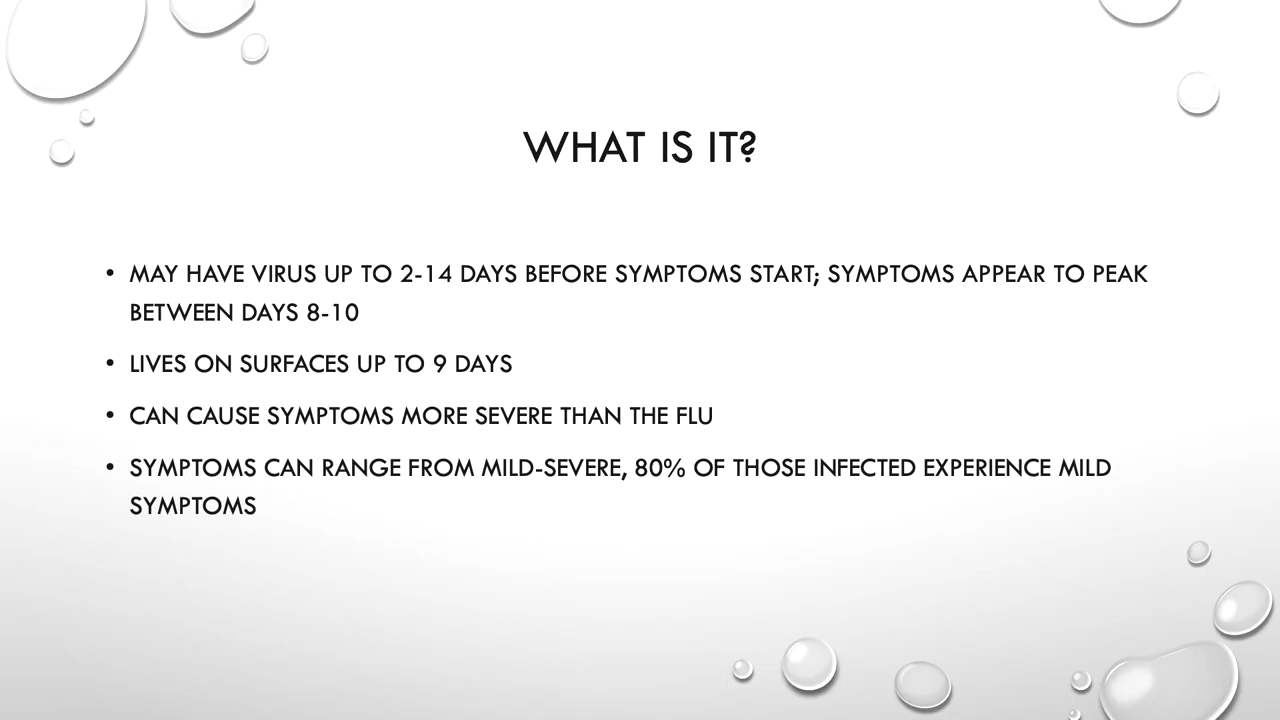 WHAT IS IT?
• MAY HAVE VIRUS UP TO 2-14 DAYS BEFORE SYMPTOMS START; SYMPTOMS APPEAR TO PEAK
BETWEEN DAYS 8-10
• LIVES ON SURFACES UP TO 9 DAYS
• CAN CAUSE SYMPTOMS MORE SEVERE THAN THE FLU
• SYMPTOMS CAN RANGE FROM MILD-SEVERE, 80% OF THOSE INFECTED EXPERIENCE MILD
SYMPTOMS